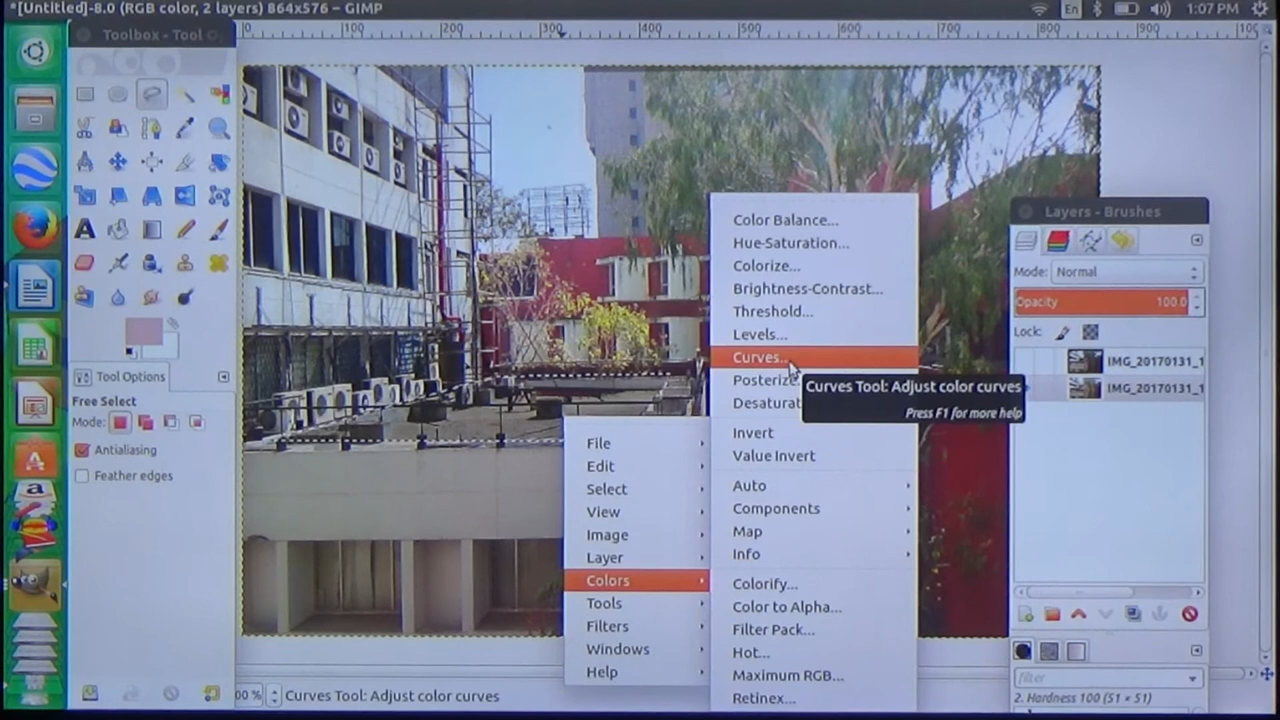 *[Untitled]-8.0 (RGB color, 2 layers) 864x576 – GIMP
En
1:07 PM
Toolbox - Tool
0
100
200
300
400
500
600
700
800
900
Color Balance...
Hue-Saturation...
Colorize...
Brightness-Contrast...
Threshold...
Levels...
Curves...
Posterize
Desaturat
Curves Tool: Adjust color curves
Press F1 for more help
Invert
Value Invert
Auto
Components
Map
Info
Colorify...
Color to Alpha...
Filter Pack...
Hot...
Maximum RGB...
Retinex...
File
Edit
Select
View
Image
Layer
Colors
Tools
Filters
Windows
Help
Tool Options
Free Select
Mode:
Antialiasing
Feather edges
Layers - Brushes
Mode: Normal
Opacity 100.0
Lock:
IMG_20170131_1
IMG_20170131_1
filter
2. Hardness 100 (51 × 51)
00 %
Curves Tool: Adjust color curves